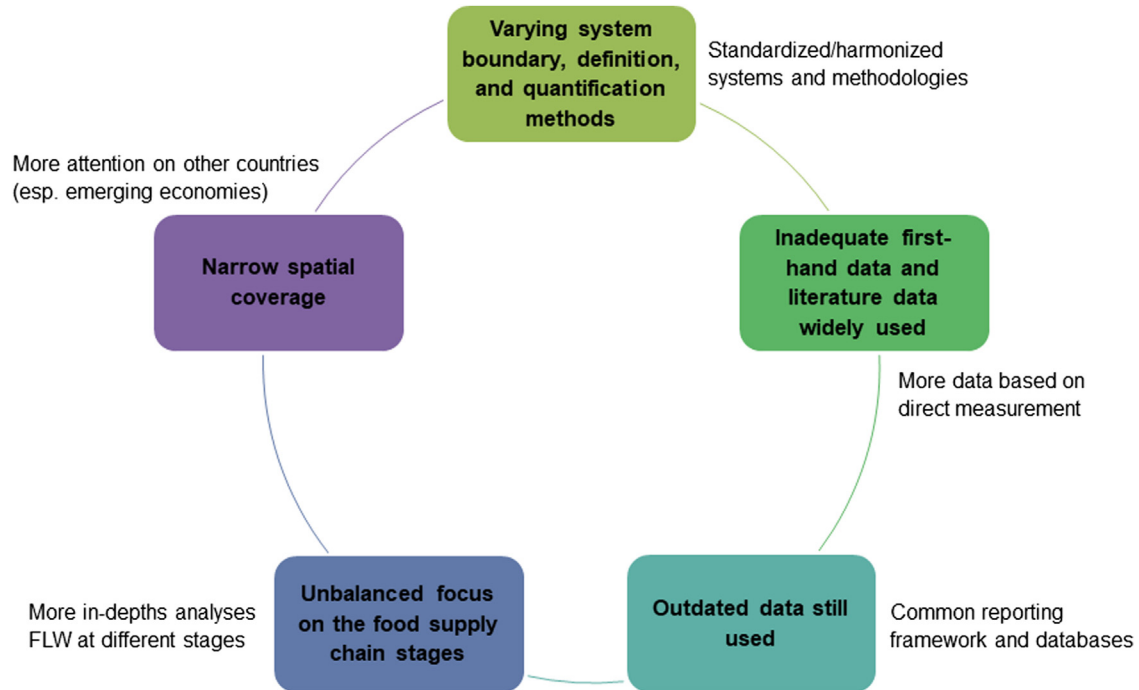 Varying system
boundary, definition,
and quantification
methods
Standardized/harmonized
systems and methodologies
More attention on other countries
(esp. emerging economies)
Narrow spatial
coverage
Inadequate first-
hand data and
literature data
widely used
More data based on
direct measurement
More in-depths analyses
FLW at different stages
Unbalanced focus
on the food supply
chain stages
Outdated data still
used
Common reporting
framework and databases